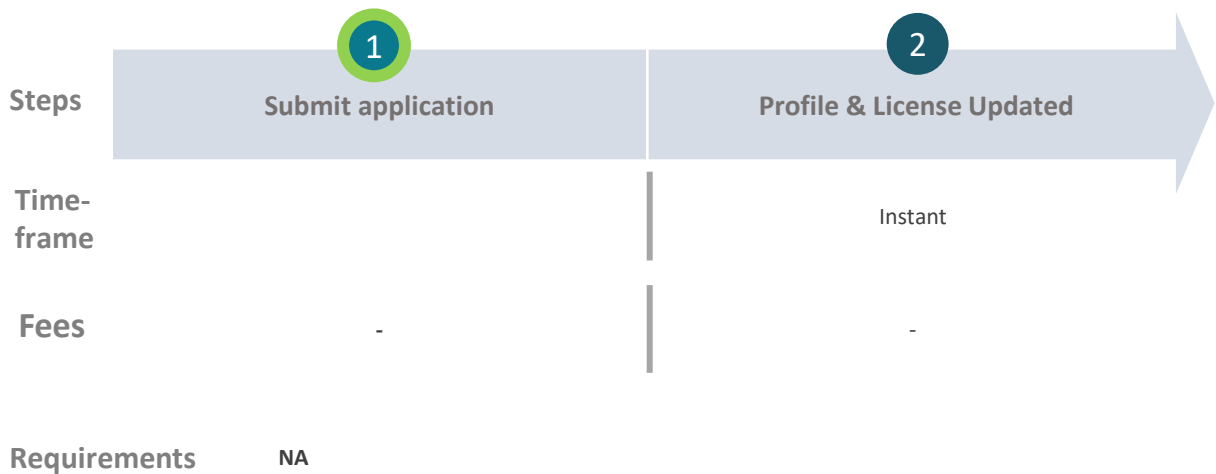 1
2
Steps
Submit application
Profile & License Updated
Time-
frame
Instant
Fees
-
-
Requirements
NA